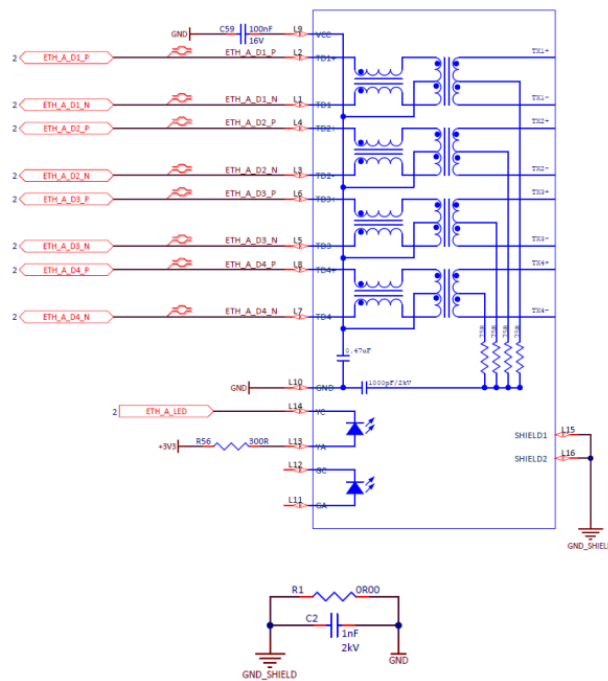 C59 100nF L9
GND VCC
16V
L2
2 ETH_A_D1_P ETH_A_D1_P TD1+ TX1+
L1
2 ETH_A_D1_N ETH_A_D1_N TD1- TX1-
L4
2 ETH_A_D2_P ETH_A_D2_P TD2+ TX2+
L3
2 ETH_A_D2_N ETH_A_D2_N TD2- TX2-
L6
2 ETH_A_D3_P ETH_A_D3_P TD3+ TX3+
L5
2 ETH_A_D3_N ETH_A_D3_N TD3- TX3-
L8
2 ETH_A_D4_P ETH_A_D4_P TD4+ TX4+
L7
2 ETH_A_D4_N ETH_A_D4_N TD4- TX4-
75R 75R 75R 75R
0.47uF
L10
GND GND 1000pF/2kV
L14
2 ETH_A_LED YC
R56 300R L13
+3V3 YA
L12
GC
L11
GA
L15
SHIELD1
L16
SHIELD2
GND_SHIELD
R1 0R00
C2
1nF
2kV
GND_SHIELD GND